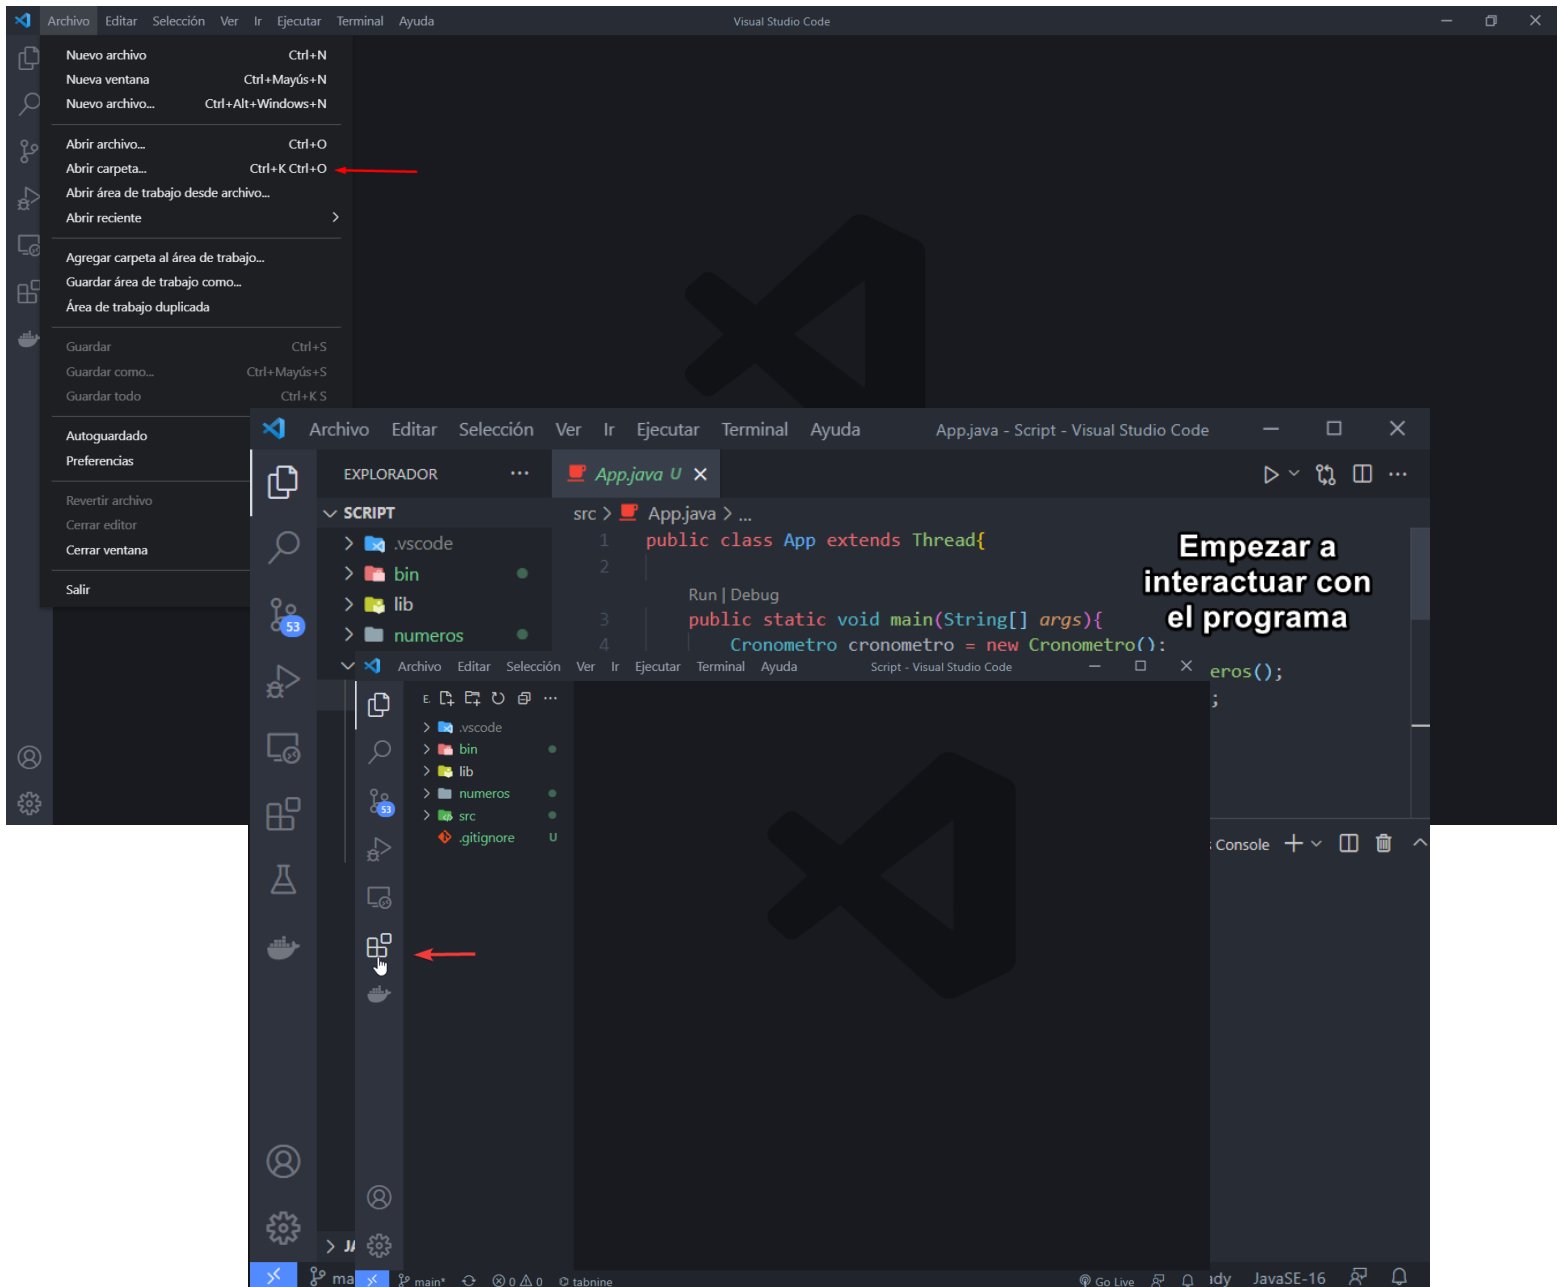 Archivo Editar Selección Ver Ir Ejecutar Terminal Ayuda Visual Studio Code
Nuevo archivo Ctrl+N
Nueva ventana Ctrl+Mayús+N
Nuevo archivo... Ctrl+Alt+Windows+N
Abrir archivo... Ctrl+O
Abrir carpeta... Ctrl+K Ctrl+O
Abrir área de trabajo desde archivo...
Abrir reciente
Agregar carpeta al área de trabajo...
Guardar área de trabajo como...
Área de trabajo duplicada
Guardar Ctrl+S
Guardar como... Ctrl+Mayús+S
Guardar todo Ctrl+K S
Autoguardado
Preferencias
Revertir archivo
Cerrar editor
Cerrar ventana
Salir
Archivo Editar Selección Ver Ir Ejecutar Terminal Ayuda App.java - Script - Visual Studio Code
EXPLORADOR ··· App.java U
SCRIPT
.vscode
bin
lib
numeros
53
src > App.java > ...
1 public class App extends Thread{
2
Run | Debug
3 public static void main(String[] args){
4 Cronometro cronometro = new Cronometro();
eros();
;
Empezar a
interactuar con
el programa
Console
Archivo Editar Selección Ver Ir Ejecutar Terminal Ayuda Script - Visual Studio Code
E.
.vscode
bin
lib
numeros
src
.gitignore U
53
main* 0 0 tabnine Go Live
JavaSE-16